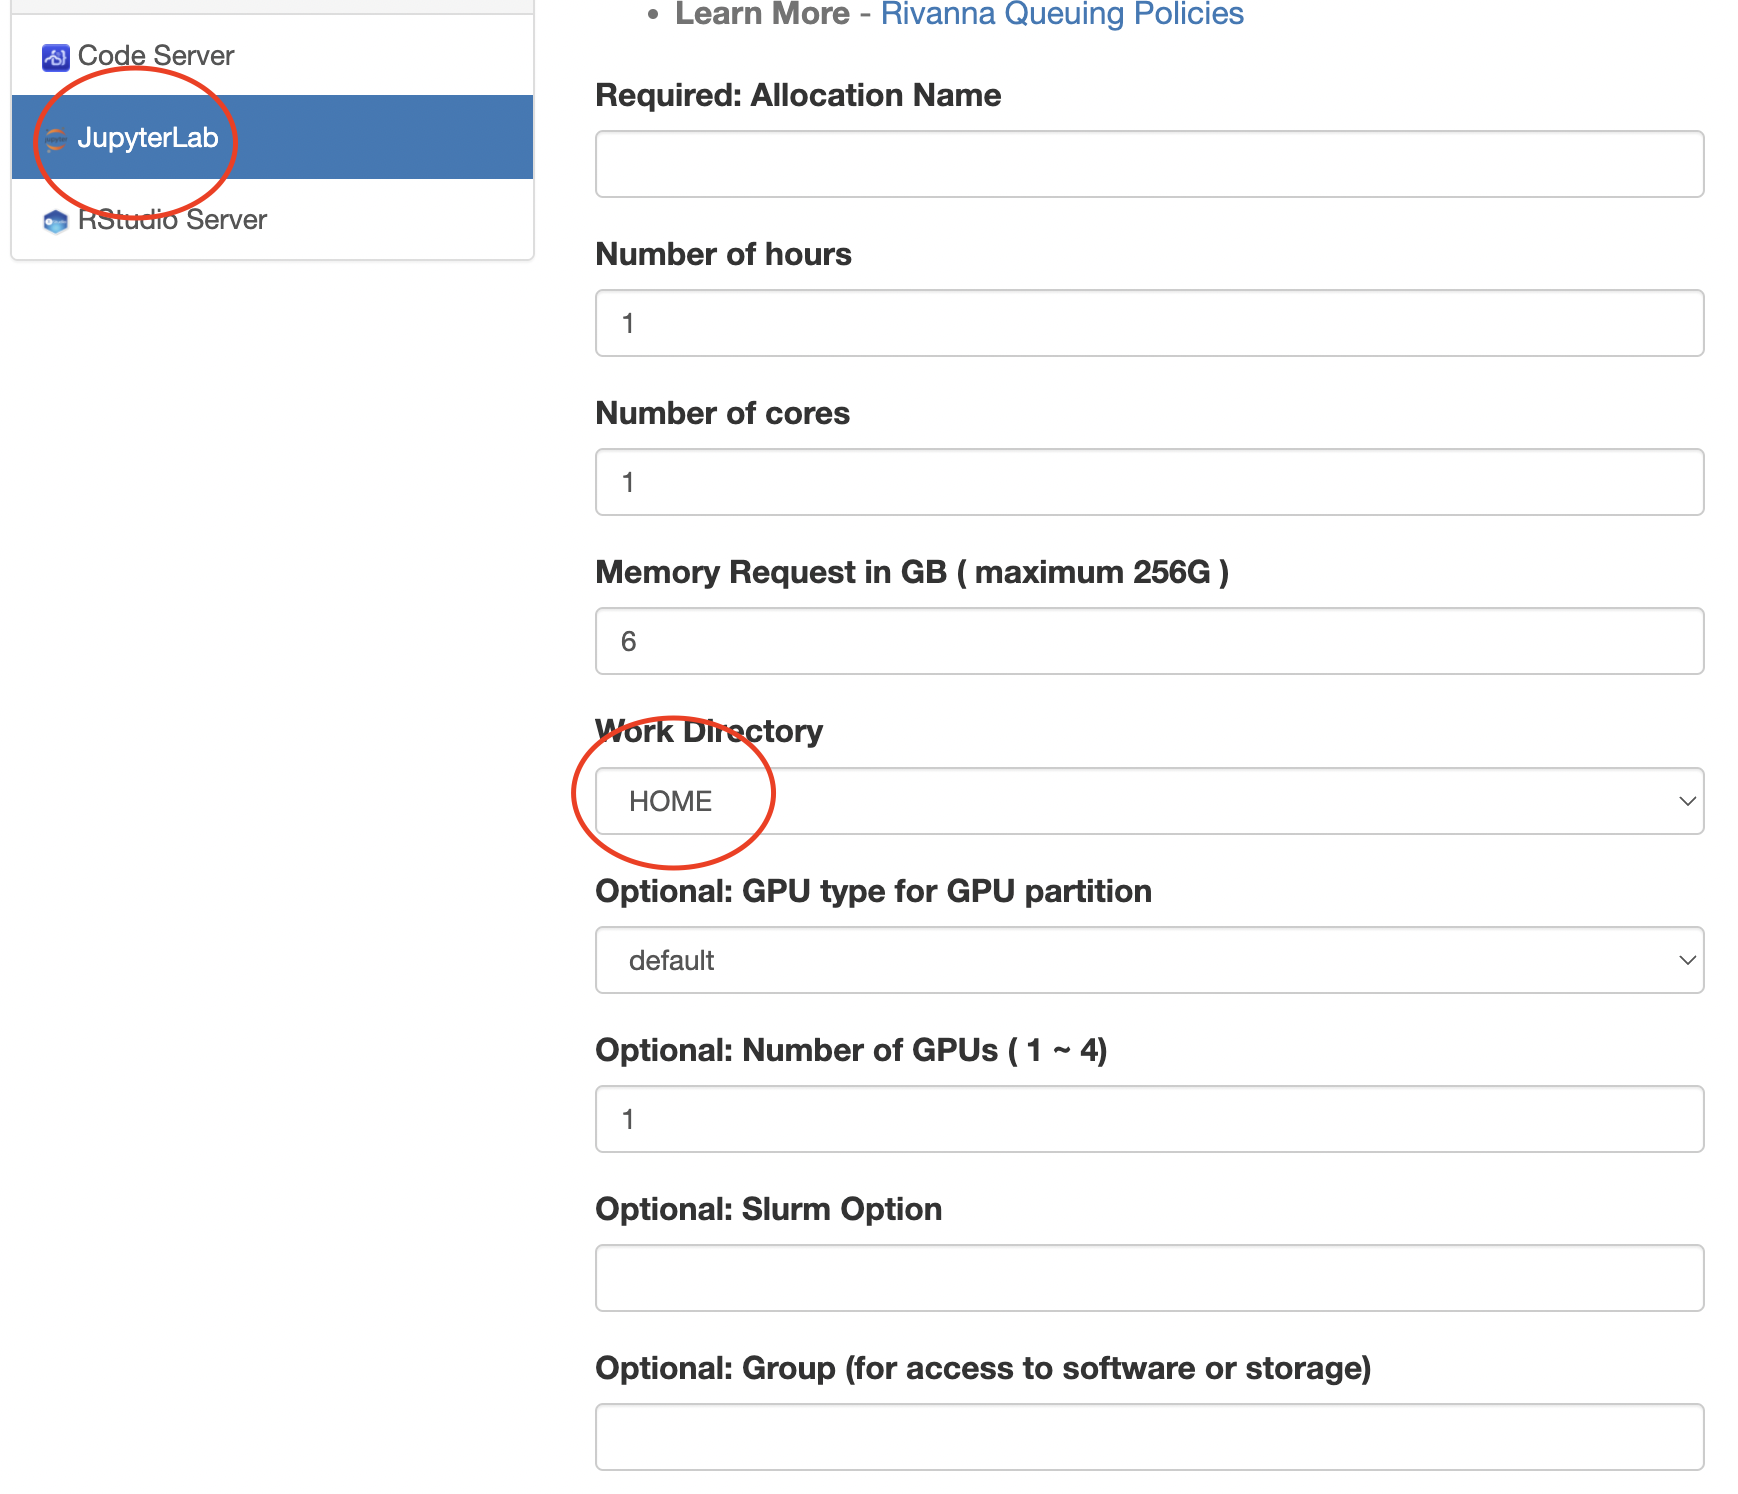 Code Server
JupyterLab
RStudio Server
Learn More - Rivanna Queuing Policies
Required: Allocation Name
Number of hours
1
Number of cores
1
Memory Request in GB ( maximum 256G )
6
Work Directory
HOME
Optional: GPU type for GPU partition
default
Optional: Number of GPUs ( 1 ~ 4)
1
Optional: Slurm Option
Optional: Group (for access to software or storage)